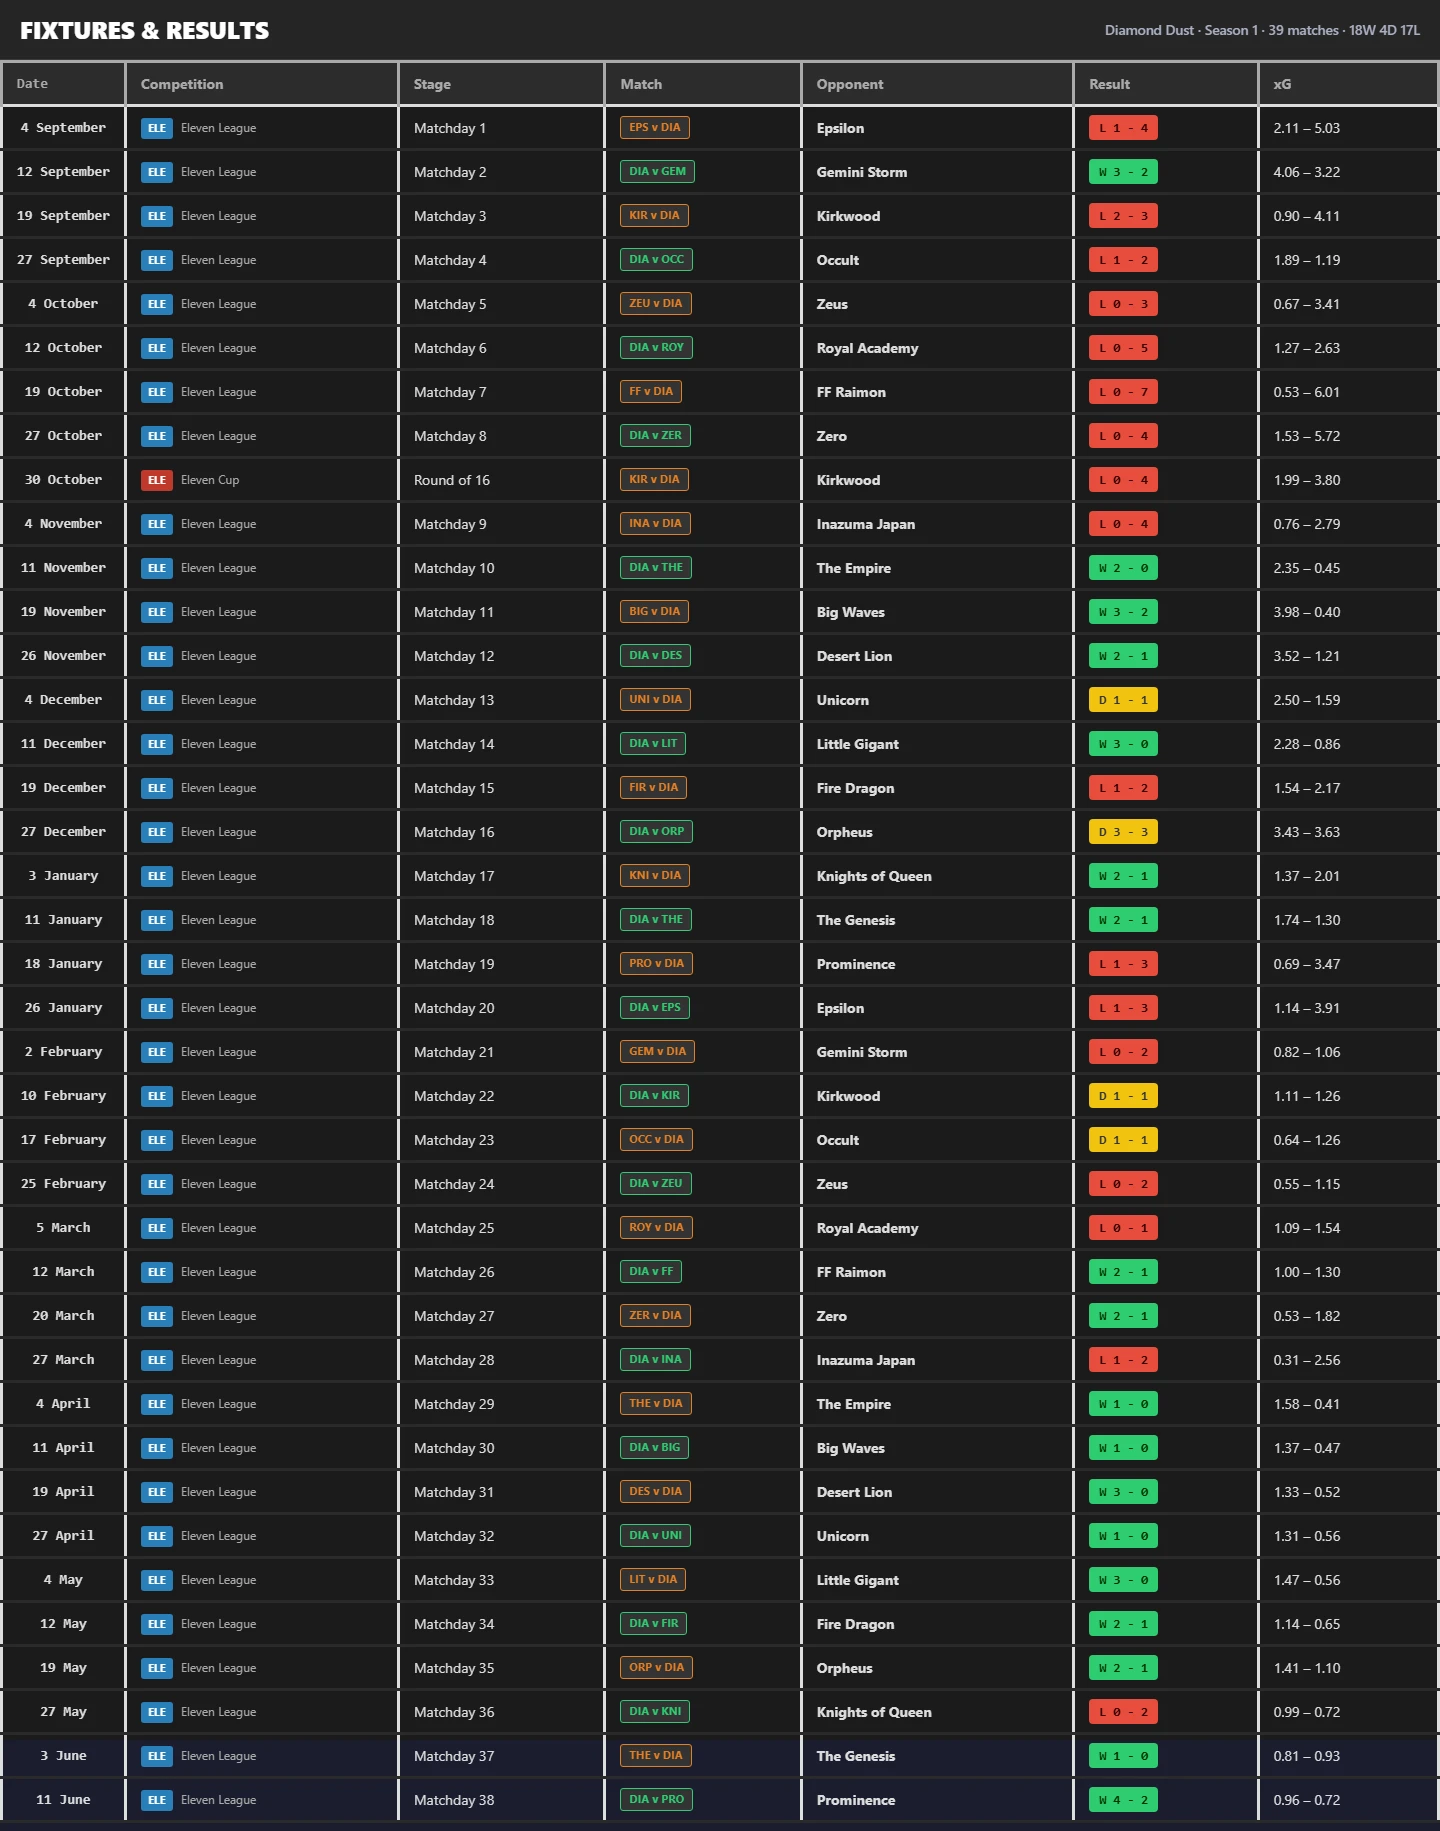 FIXTURES & RESULTS
Diamond Dust · Season 1 · 39 matches · 18W 4D 17L
Date Competition Stage Match Opponent Result xG
4 September ELE Eleven League Matchday 1 EPS v DIA Epsilon L 1 - 4 2.11 – 5.03
12 September ELE Eleven League Matchday 2 DIA v GEM Gemini Storm W 3 - 2 4.06 – 3.22
19 September ELE Eleven League Matchday 3 KIR v DIA Kirkwood L 2 - 3 0.90 – 4.11
27 September ELE Eleven League Matchday 4 DIA v OCC Occult L 1 - 2 1.89 – 1.19
4 October ELE Eleven League Matchday 5 ZEU v DIA Zeus L 0 - 3 0.67 – 3.41
12 October ELE Eleven League Matchday 6 DIA v ROY Royal Academy L 0 - 5 1.27 – 2.63
19 October ELE Eleven League Matchday 7 FF v DIA FF Raimon L 0 - 7 0.53 – 6.01
27 October ELE Eleven League Matchday 8 DIA v ZER Zero L 0 - 4 1.53 – 5.72
30 October ELE Eleven Cup Round of 16 KIR v DIA Kirkwood L 0 - 4 1.99 – 3.80
4 November ELE Eleven League Matchday 9 INA v DIA Inazuma Japan L 0 - 4 0.76 – 2.79
11 November ELE Eleven League Matchday 10 DIA v THE The Empire W 2 - 0 2.35 – 0.45
19 November ELE Eleven League Matchday 11 BIG v DIA Big Waves W 3 - 2 3.98 – 0.40
26 November ELE Eleven League Matchday 12 DIA v DES Desert Lion W 2 - 1 3.52 – 1.21
4 December ELE Eleven League Matchday 13 UNI v DIA Unicorn D 1 - 1 2.50 – 1.59
11 December ELE Eleven League Matchday 14 DIA v LIT Little Gigant W 3 - 0 2.28 – 0.86
19 December ELE Eleven League Matchday 15 FIR v DIA Fire Dragon L 1 - 2 1.54 – 2.17
27 December ELE Eleven League Matchday 16 DIA v ORP Orpheus D 3 - 3 3.43 – 3.63
3 January ELE Eleven League Matchday 17 KNI v DIA Knights of Queen W 2 - 1 1.37 – 2.01
11 January ELE Eleven League Matchday 18 DIA v THE The Genesis W 2 - 1 1.74 – 1.30
18 January ELE Eleven League Matchday 19 PRO v DIA Prominence L 1 - 3 0.69 – 3.47
26 January ELE Eleven League Matchday 20 DIA v EPS Epsilon L 1 - 3 1.14 – 3.91
2 February ELE Eleven League Matchday 21 GEM v DIA Gemini Storm L 0 - 2 0.82 – 1.06
10 February ELE Eleven League Matchday 22 DIA v KIR Kirkwood D 1 - 1 1.11 – 1.26
17 February ELE Eleven League Matchday 23 OCC v DIA Occult D 1 - 1 0.64 – 1.26
25 February ELE Eleven League Matchday 24 DIA v ZEU Zeus L 0 - 2 0.55 – 1.15
5 March ELE Eleven League Matchday 25 ROY v DIA Royal Academy L 0 - 1 1.09 – 1.54
12 March ELE Eleven League Matchday 26 DIA v FF FF Raimon W 2 - 1 1.00 – 1.30
20 March ELE Eleven League Matchday 27 ZER v DIA Zero W 2 - 1 0.53 – 1.82
27 March ELE Eleven League Matchday 28 DIA v INA Inazuma Japan L 1 - 2 0.31 – 2.56
4 April ELE Eleven League Matchday 29 THE v DIA The Empire W 1 - 0 1.58 – 0.41
11 April ELE Eleven League Matchday 30 DIA v BIG Big Waves W 1 - 0 1.37 – 0.47
19 April ELE Eleven League Matchday 31 DES v DIA Desert Lion W 3 - 0 1.33 – 0.52
27 April ELE Eleven League Matchday 32 DIA v UNI Unicorn W 1 - 0 1.31 – 0.56
4 May ELE Eleven League Matchday 33 LIT v DIA Little Gigant W 3 - 0 1.47 – 0.56
12 May ELE Eleven League Matchday 34 DIA v FIR Fire Dragon W 2 - 1 1.14 – 0.65
19 May ELE Eleven League Matchday 35 ORP v DIA Orpheus W 2 - 1 1.41 – 1.10
27 May ELE Eleven League Matchday 36 DIA v KNI Knights of Queen L 0 - 2 0.99 – 0.72
3 June ELE Eleven League Matchday 37 THE v DIA The Genesis W 1 - 0 0.81 – 0.93
11 June ELE Eleven League Matchday 38 DIA v PRO Prominence W 4 - 2 0.96 – 0.72